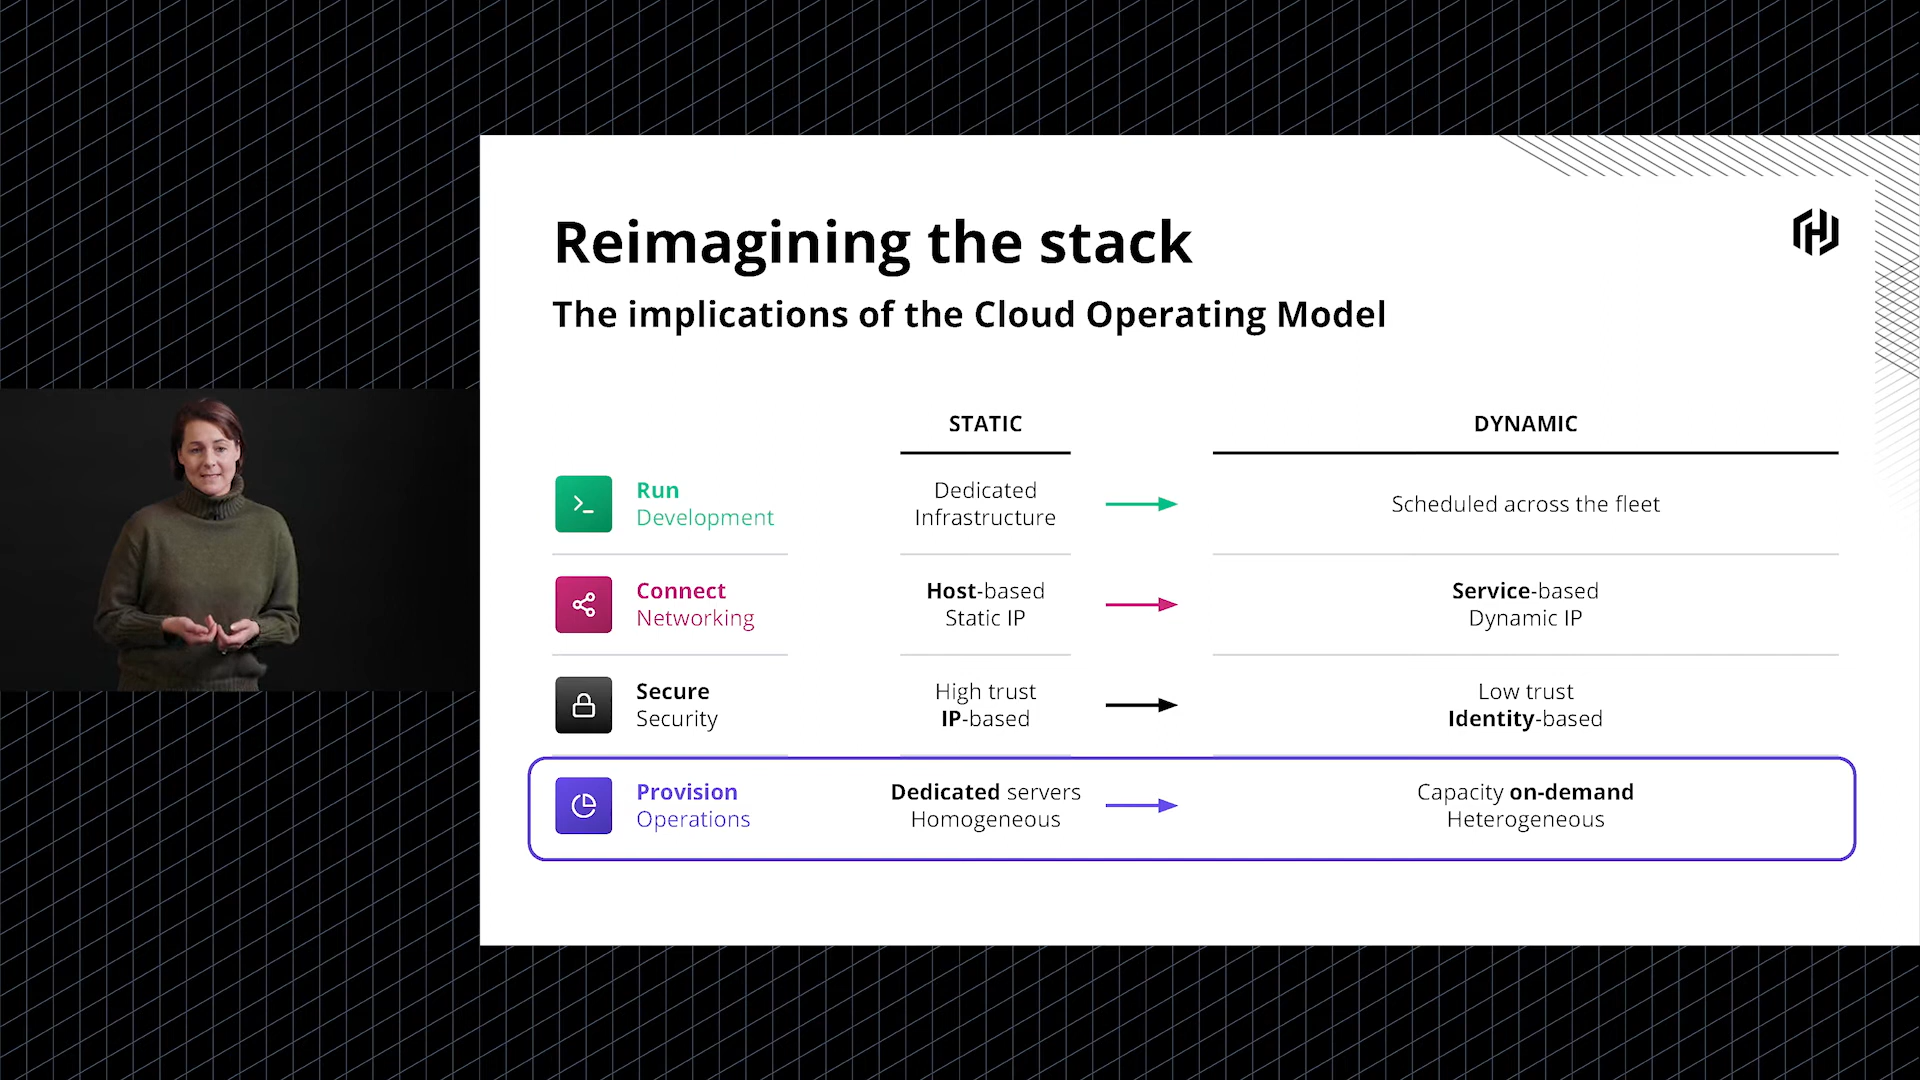 Reimagining the stack
The implications of the Cloud Operating Model
STATIC
DYNAMIC
Run
Development
Dedicated
Infrastructure
Scheduled across the fleet
Connect
Networking
Host-based
Static IP
Service-based
Dynamic IP
Secure
Security
High trust
IP-based
Low trust
Identity-based
Provision
Operations
Dedicated servers
Homogeneous
Capacity on-demand
Heterogeneous